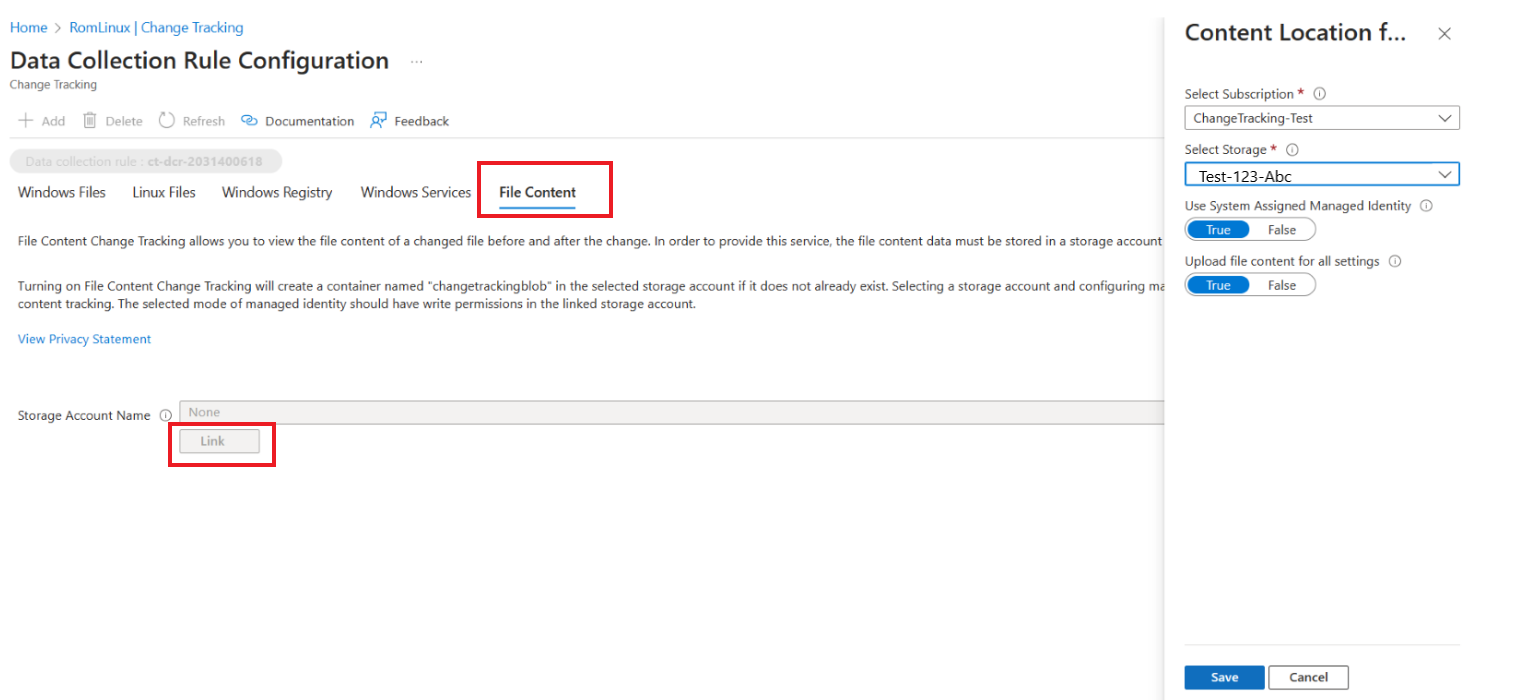 Home > RomLinux | Change Tracking
Data Collection Rule Configuration ...
Change Tracking
Add Delete Refresh Documentation Feedback
Data collection rule : ct-dcr-2031400618
Windows Files Linux Files Windows Registry Windows Services File Content
File Content Change Tracking allows you to view the file content of a changed file before and after the change. In order to provide this service, the file content data must be stored in a storage account
Turning on File Content Change Tracking will create a container named "changetrackingblob" in the selected storage account if it does not already exist. Selecting a storage account and configuring ma
content tracking. The selected mode of managed identity should have write permissions in the linked storage account.
View Privacy Statement
Storage Account Name None
Link
Content Location f...
Select Subscription *
ChangeTracking-Test
Select Storage *
Test-123-Abc
Use System Assigned Managed Identity
True False
Upload file content for all settings
True False
Save Cancel